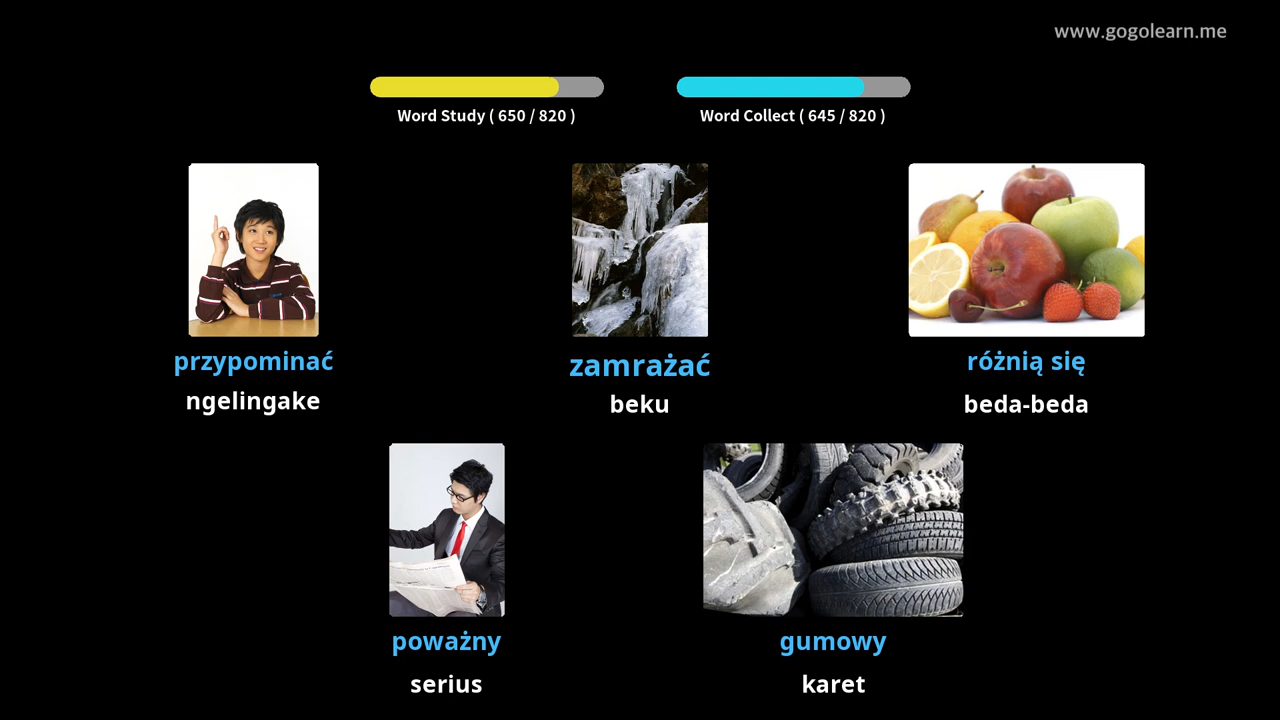 www.gogolearn.me
Word Study ( 650 / 820 )
Word Collect ( 645 / 820 )
przypominać
ngelingake
zamrażać
beku
różnią się
beda-beda
poważny
serius
gumowy
karet